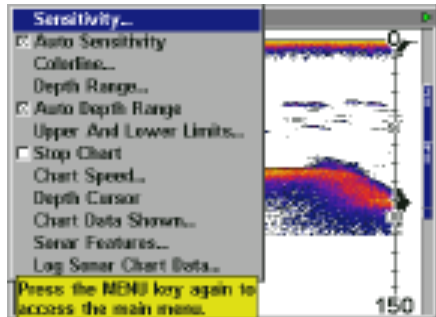 Sensitivity...
Auto Sensitivity
Colorline...
Depth Range...
Auto Depth Range
Upper And Lower Limits...
Stop Chart
Chart Speed...
Depth Cursor
Chart Data Shown...
Sonar Features...
Log Sonar Chart Data...
Press the MENU key again to
access the main menu.
0
150